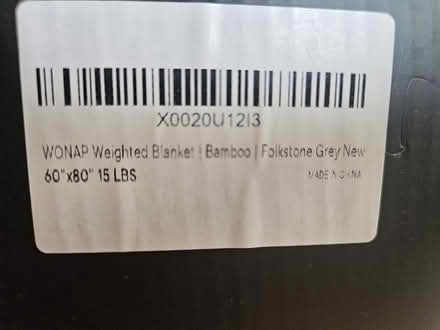 X0020U12I3
WONAP Weighted Blanket | Bamboo | Folkstone Grey New
60"x80" 15 LBS
MADE IN CHINA